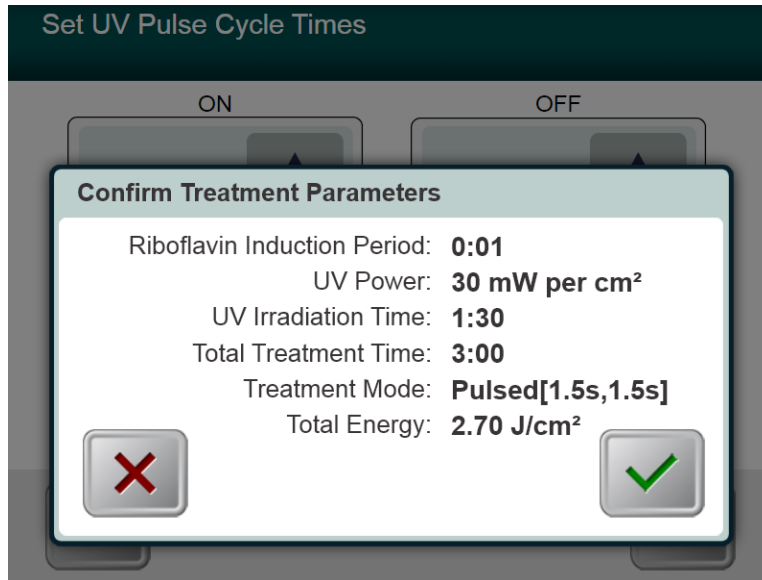 Set UV Pulse Cycle Times
ON OFF
Confirm Treatment Parameters
Riboflavin Induction Period: 0:01
UV Power: 30 mW per cm²
UV Irradiation Time: 1:30
Total Treatment Time: 3:00
Treatment Mode: Pulsed[1.5s,1.5s]
Total Energy: 2.70 J/cm²